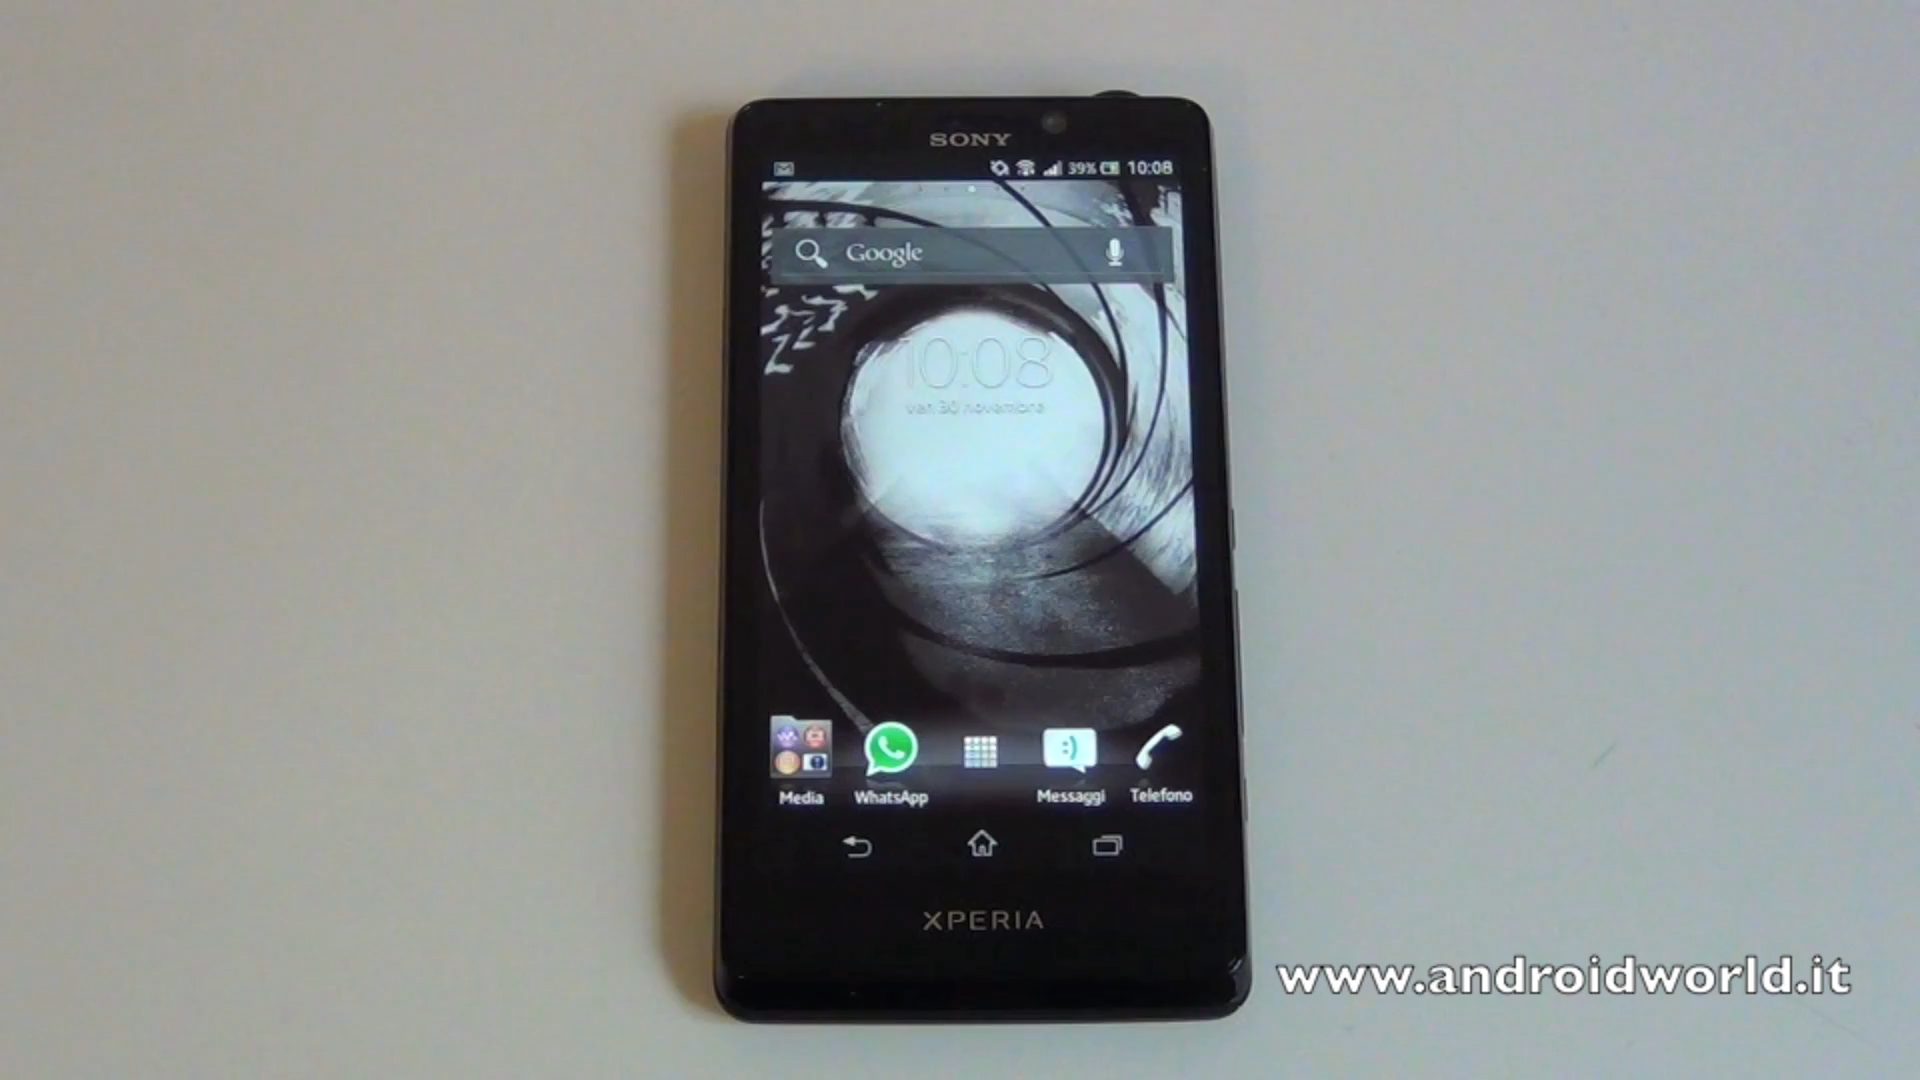 SONY
39% 10:08
Google
10:08
ven 30 novembre
Media WhatsApp Messaggi Telefono
XPERIA
www.androidworld.it